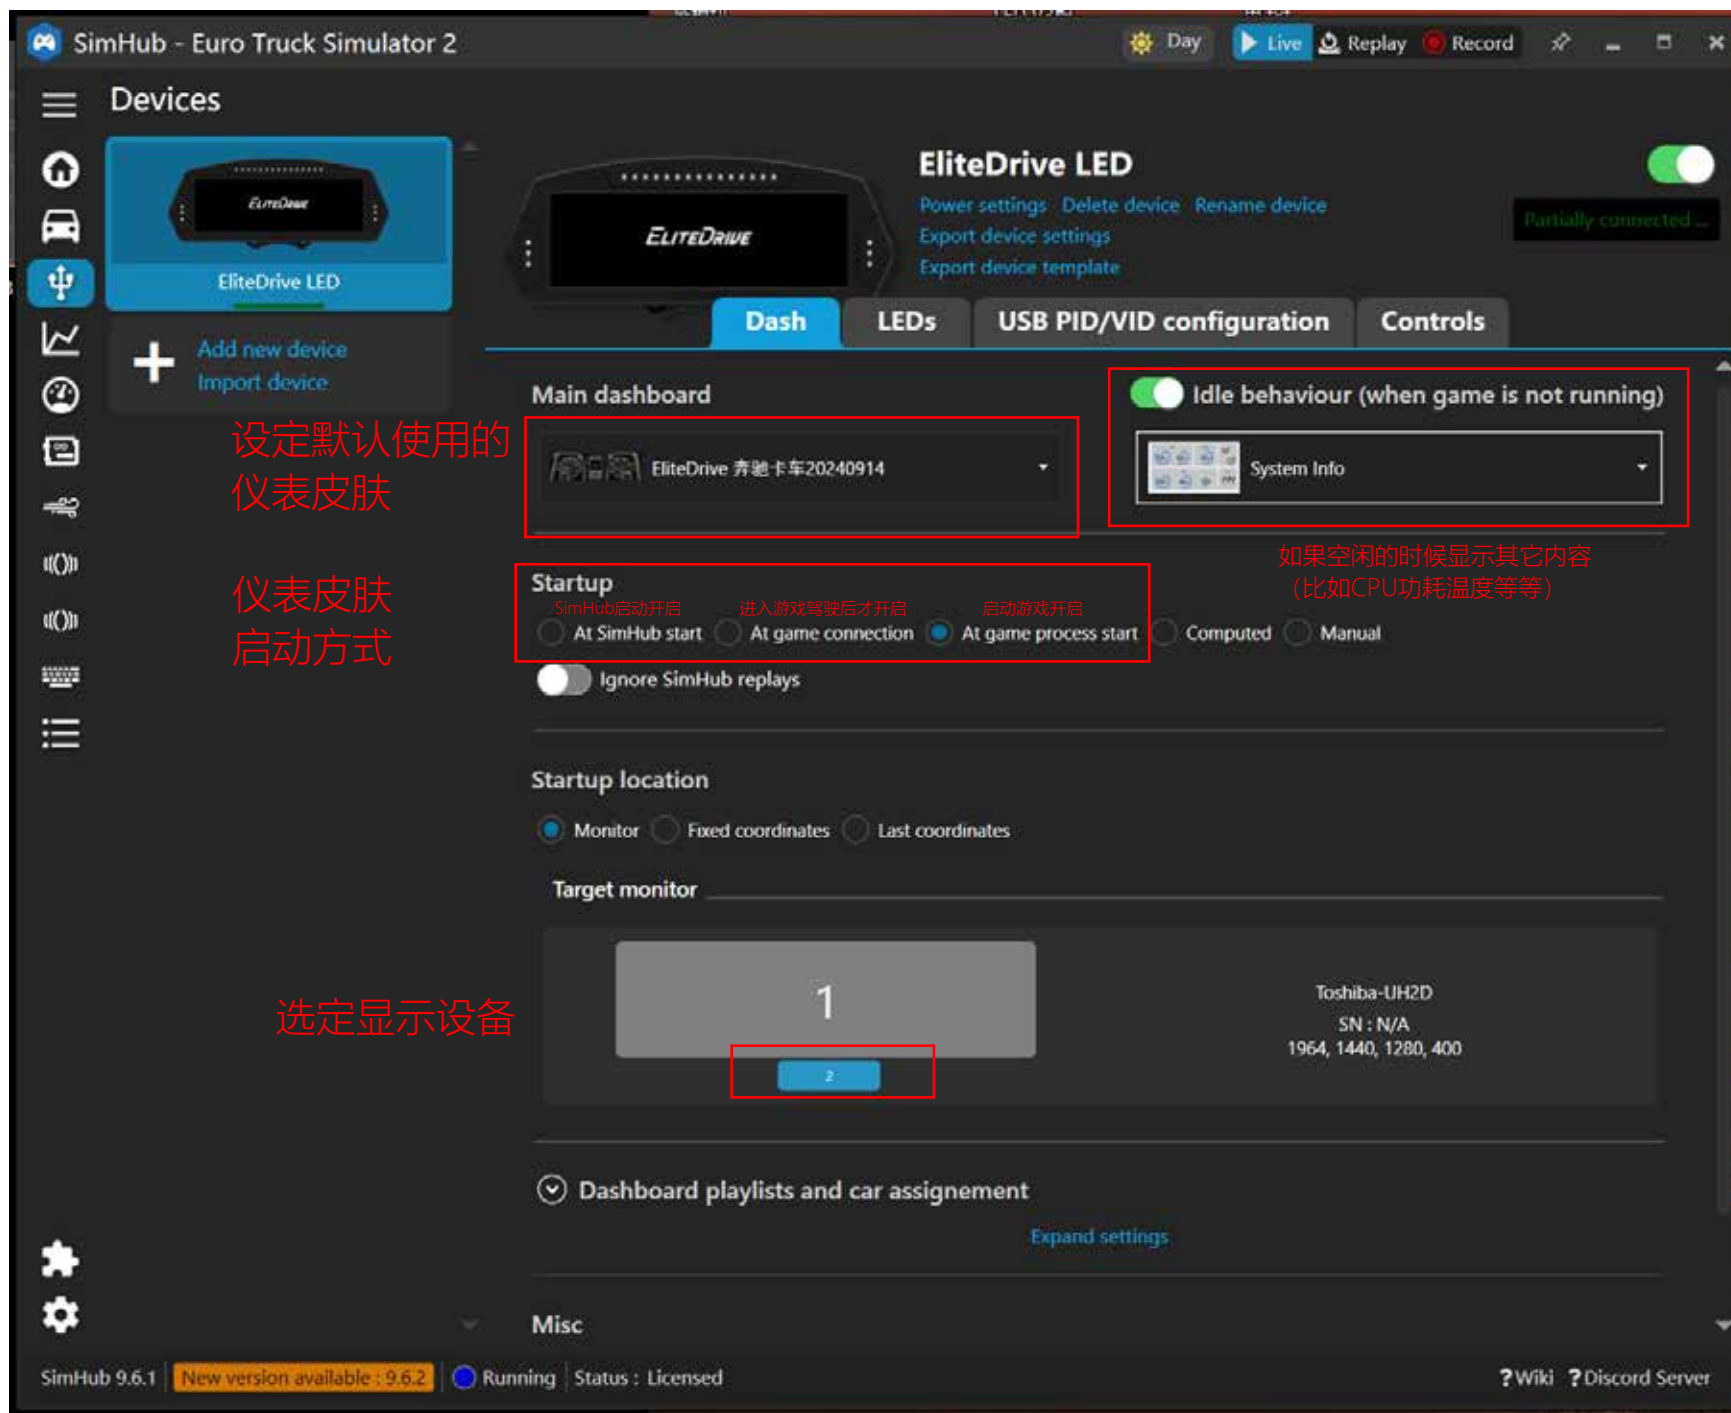 SimHub - Euro Truck Simulator 2
Day
Live
Replay
Record
Devices
ELITEDRIVE
EliteDrive LED
Add new device
Import device
ELITEDRIVE
EliteDrive LED
Power settings Delete device Rename device
Export device settings
Export device template
Partially connected ...
Dash
LEDs
USB PID/VID configuration
Controls
Main dashboard
设定默认使用的
仪表皮肤
EliteDrive 奔驰卡车20240914
Idle behaviour (when game is not running)
System Info
如果空闲的时候显示其它内容
（比如CPU功耗温度等等）
仪表皮肤
启动方式
Startup
SimHub启动开启 进入游戏驾驶后才开启 启动游戏开启
At SimHub start At game connection At game process start Computed Manual
Ignore SimHub replays
Startup location
Monitor Fixed coordinates Last coordinates
Target monitor
选定显示设备
1
2
Toshiba-UH2D
SN : N/A
1964, 1440, 1280, 400
Dashboard playlists and car assignement
Expand settings
Misc
SimHub 9.6.1 New version available : 9.6.2 Running Status : Licensed ?Wiki ?Discord Server